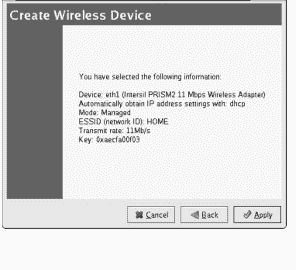 Create Wireless Device
You have selected the following information:
Device: eth1 (Intersil PRISM2 11 Mbps Wireless Adapter)
Automatically obtain IP address settings with: dhcp
Mode: Managed
ESSID (network ID): HOME
Transmit rate: 11Mb/s
Key: 0xaecfa00f03
Cancel Back Apply